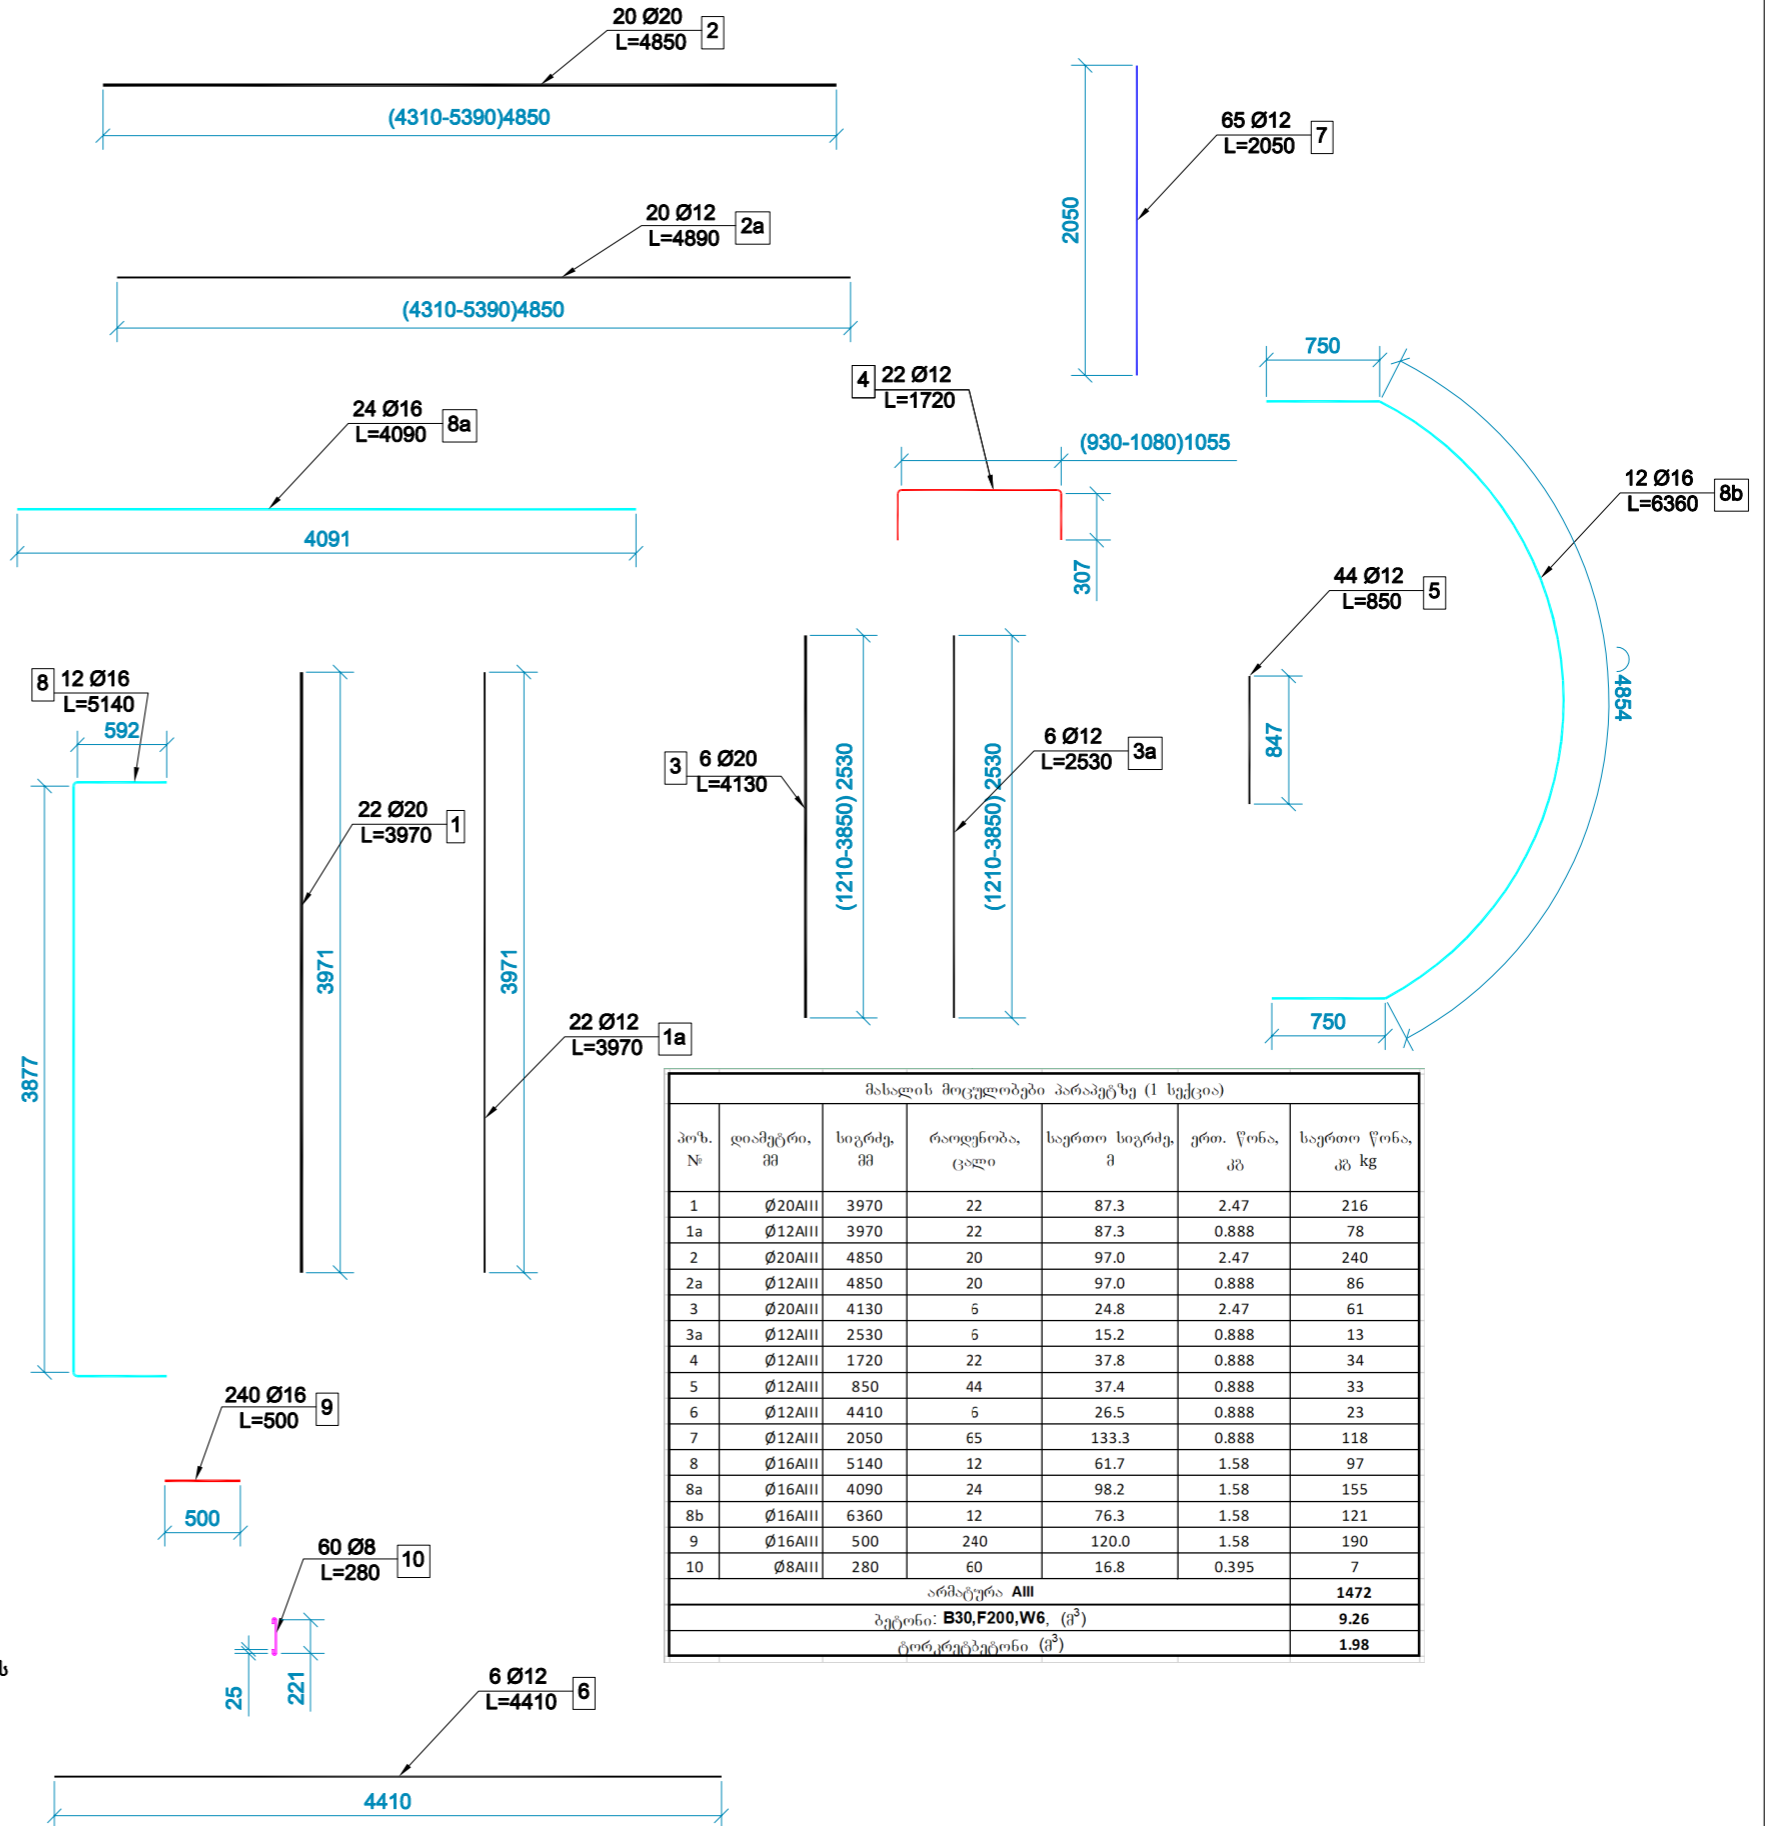 20 Ø20
L=4850 2
(4310-5390)4850
20 Ø12
L=4890 2a
(4310-5390)4850
65 Ø12
L=2050 7
2050
24 Ø16
L=4090 8a
4091
4 22 Ø12
L=1720
(930-1080)1055
307
750
12 Ø16
L=6360 8b
4854
750
44 Ø12
L=850 5
847
8 12 Ø16
L=5140
592
3877
22 Ø20
L=3970 1
3971
22 Ø12
L=3970 1a
3971
3 6 Ø20
L=4130
(1210-3850) 2530
6 Ø12
L=2530 3a
(1210-3850) 2530
240 Ø16
L=500 9
500
60 Ø8
L=280 10
25
221
ს
6 Ø12
L=4410 6
4410
მასალის მოცულობები პარაპეტზე (1 სექცია)
პოზ. № დიამეტრი, მმ სიგრძე, მმ რაოდენობა, ცალი საერთო სიგრძე, მ ერთ. წონა, კგ საერთო წონა, კგ kg
1 Ø20AIII 3970 22 87.3 2.47 216
1a Ø12AIII 3970 22 87.3 0.888 78
2 Ø20AIII 4850 20 97.0 2.47 240
2a Ø12AIII 4850 20 97.0 0.888 86
3 Ø20AIII 4130 6 24.8 2.47 61
3a Ø12AIII 2530 6 15.2 0.888 13
4 Ø12AIII 1720 22 37.8 0.888 34
5 Ø12AIII 850 44 37.4 0.888 33
6 Ø12AIII 4410 6 26.5 0.888 23
7 Ø12AIII 2050 65 133.3 0.888 118
8 Ø16AIII 5140 12 61.7 1.58 97
8a Ø16AIII 4090 24 98.2 1.58 155
8b Ø16AIII 6360 12 76.3 1.58 121
9 Ø16AIII 500 240 120.0 1.58 190
10 Ø8AIII 280 60 16.8 0.395 7
არმატურა AIII 1472
ბეტონი: B30,F200,W6, (მ³) 9.26
ტორკრეტბეტონი (მ³) 1.98